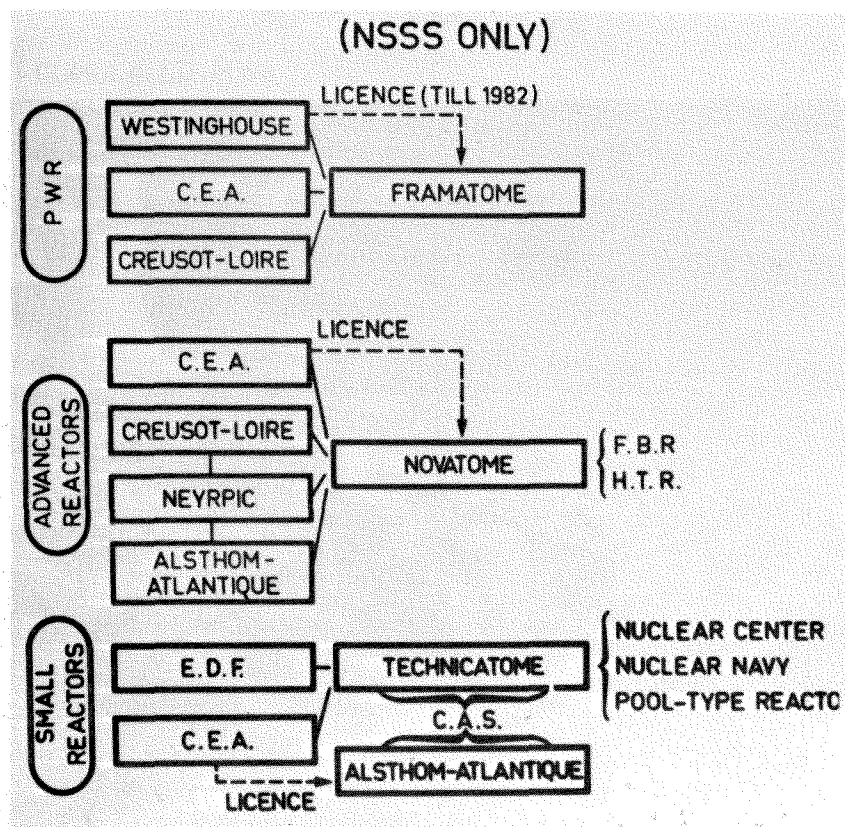 (NSSS ONLY)
LICENCE (TILL 1982)
PWR
WESTINGHOUSE
C.E.A.
FRAMATOME
CREUSOT-LOIRE
LICENCE
ADVANCED
REACTORS
C.E.A.
CREUSOT-LOIRE
NOVATOME
F.B.R
H.T.R.
NEYRPIC
ALSTHOM-
ATLANTIQUE
SMALL
REACTORS
E.D.F.
TECHNICATOME
NUCLEAR CENTER
NUCLEAR NAVY
POOL-TYPE REACTO
C.A.S.
C.E.A.
ALSTHOM-ATLANTIQUE
LICENCE